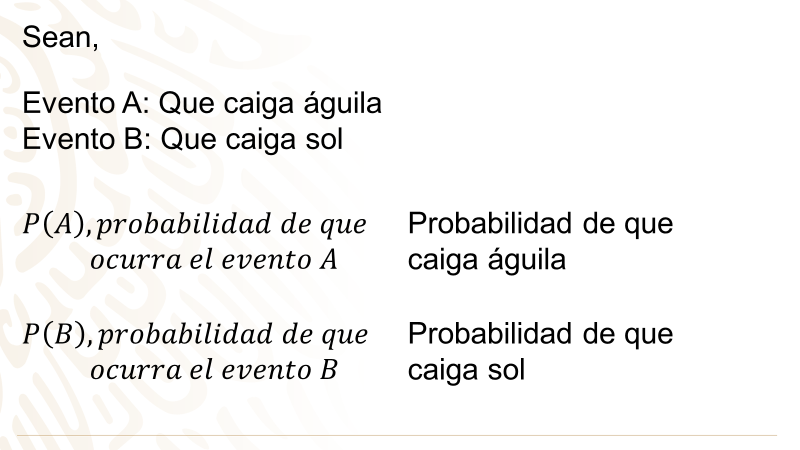 Sean,
Evento A: Que caiga águila
Evento B: Que caiga sol
P(A), probabilidad de que
ocurra el evento A
Probabilidad de que
caiga águila
P(B), probabilidad de que
ocurra el evento B
Probabilidad de que
caiga sol